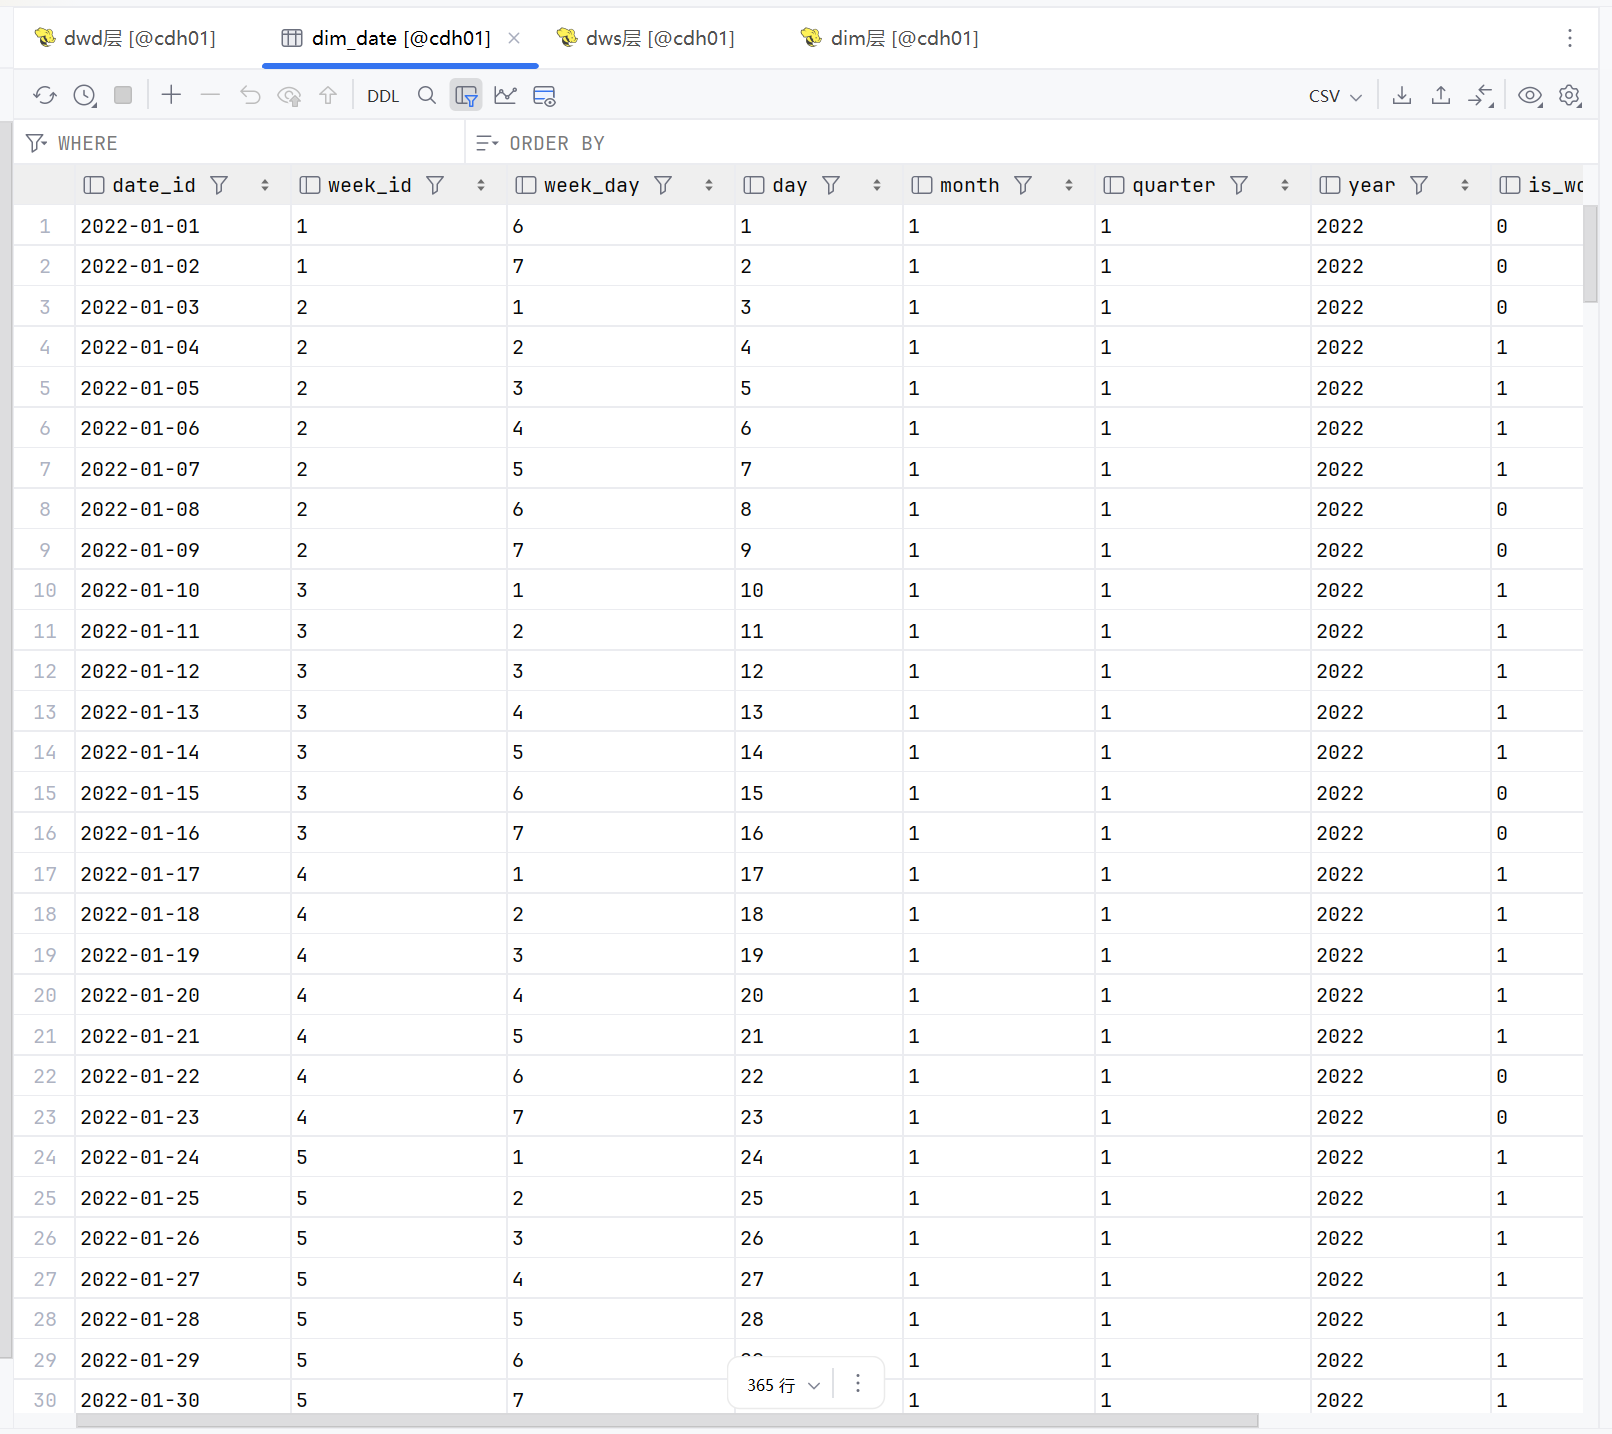 dwd层 [@cdh01] dim_date [@cdh01] dws层 [@cdh01] dim层 [@cdh01]
DDL CSV
WHERE ORDER BY
date_id week_id week_day day month quarter year is_wo
1 2022-01-01 1 6 1 1 1 2022 0
2 2022-01-02 1 7 2 1 1 2022 0
3 2022-01-03 2 1 3 1 1 2022 0
4 2022-01-04 2 2 4 1 1 2022 1
5 2022-01-05 2 3 5 1 1 2022 1
6 2022-01-06 2 4 6 1 1 2022 1
7 2022-01-07 2 5 7 1 1 2022 1
8 2022-01-08 2 6 8 1 1 2022 0
9 2022-01-09 2 7 9 1 1 2022 0
10 2022-01-10 3 1 10 1 1 2022 1
11 2022-01-11 3 2 11 1 1 2022 1
12 2022-01-12 3 3 12 1 1 2022 1
13 2022-01-13 3 4 13 1 1 2022 1
14 2022-01-14 3 5 14 1 1 2022 1
15 2022-01-15 3 6 15 1 1 2022 0
16 2022-01-16 3 7 16 1 1 2022 0
17 2022-01-17 4 1 17 1 1 2022 1
18 2022-01-18 4 2 18 1 1 2022 1
19 2022-01-19 4 3 19 1 1 2022 1
20 2022-01-20 4 4 20 1 1 2022 1
21 2022-01-21 4 5 21 1 1 2022 1
22 2022-01-22 4 6 22 1 1 2022 0
23 2022-01-23 4 7 23 1 1 2022 0
24 2022-01-24 5 1 24 1 1 2022 1
25 2022-01-25 5 2 25 1 1 2022 1
26 2022-01-26 5 3 26 1 1 2022 1
27 2022-01-27 5 4 27 1 1 2022 1
28 2022-01-28 5 5 28 1 1 2022 1
29 2022-01-29 5 6 1 1 2022 1
365 行
30 2022-01-30 5 7 1 1 2022 1